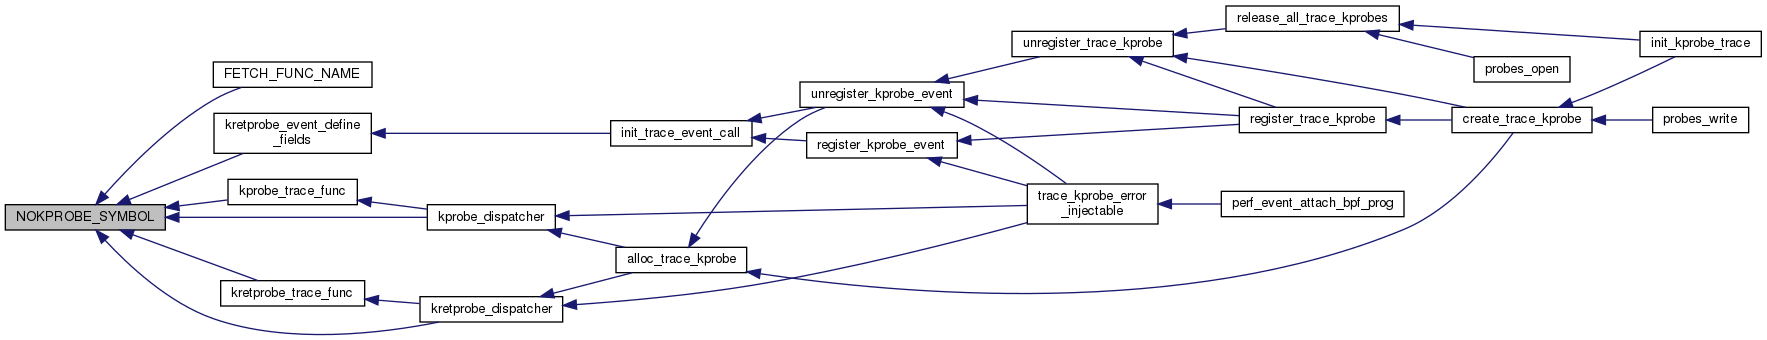 release_all_trace_kprobes
unregister_trace_kprobe
init_kprobe_trace
probes_open
FETCH_FUNC_NAME
unregister_kprobe_event
kretprobe_event_define
_fields
init_trace_event_call
register_trace_kprobe
create_trace_kprobe
probes_write
register_kprobe_event
kprobe_trace_func
trace_kprobe_error
_injectable
perf_event_attach_bpf_prog
NOKPROBE_SYMBOL
kprobe_dispatcher
alloc_trace_kprobe
kretprobe_trace_func
kretprobe_dispatcher